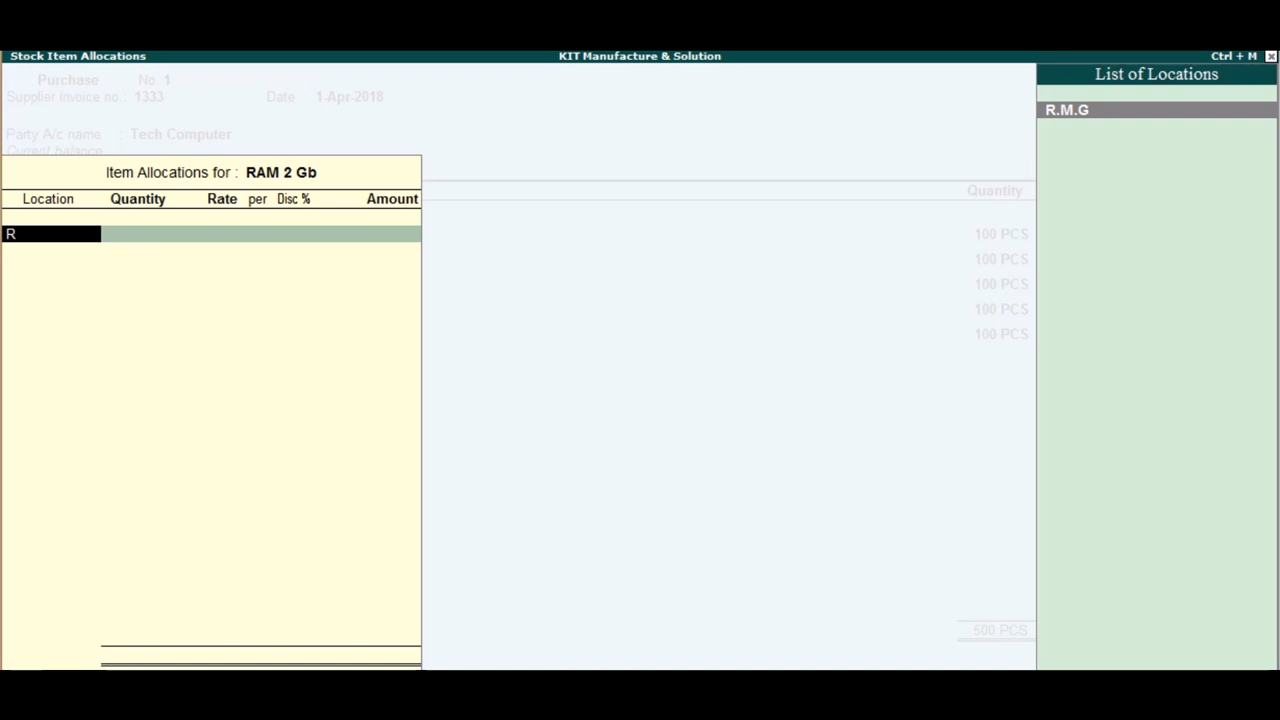 Stock Item Allocations KIT Manufacture & Solution Ctrl + M
List of Locations
Purchase No. 1
Supplier invoice no.: 1333 Date 1-Apr-2018
R.M.G
Party A/c name : Tech Computer
Current balance :
Item Allocations for : RAM 2 Gb
Location Quantity Rate per Disc % Amount
Quantity
R
100 PCS
100 PCS
100 PCS
100 PCS
100 PCS
500 PCS